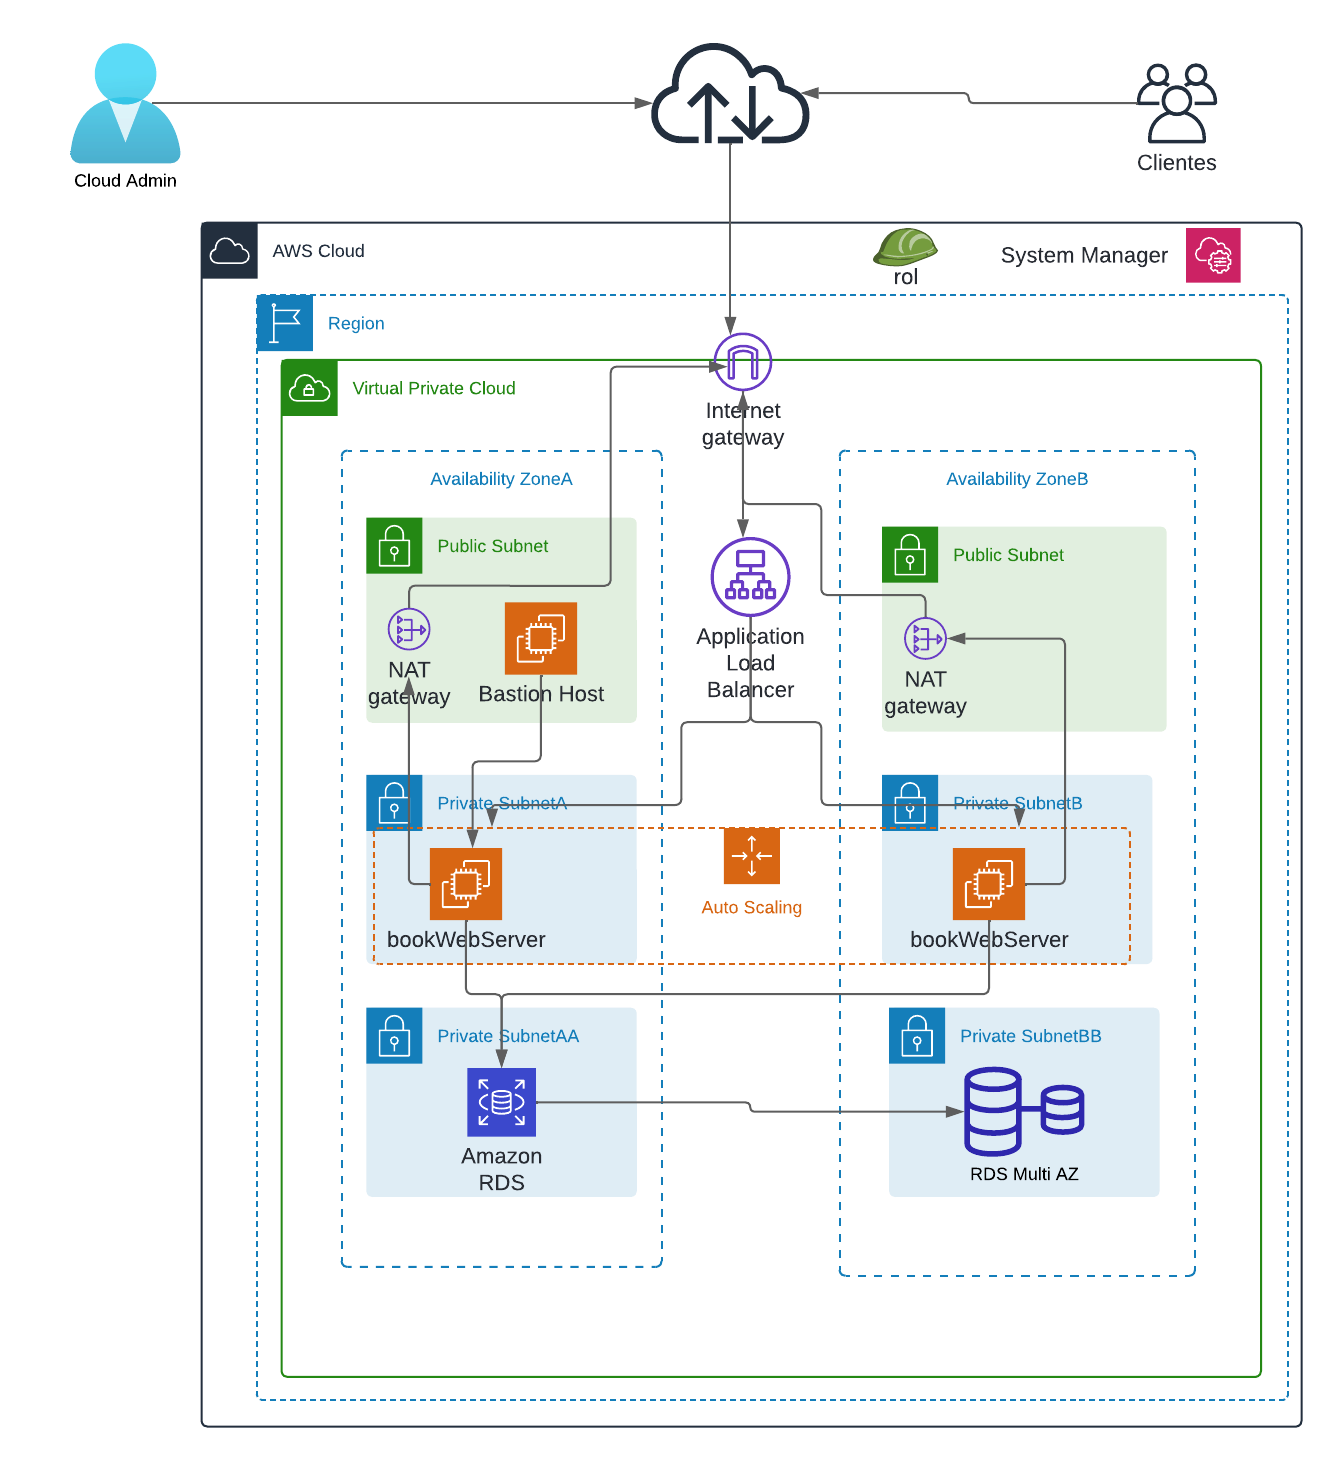 Cloud Admin
Clientes
AWS Cloud
rol
System Manager
Region
Virtual Private Cloud
Internet
gateway
Availability ZoneA
Availability ZoneB
Public Subnet
Public Subnet
NAT
gateway
Bastion Host
Application
Load
Balancer
NAT
gateway
Private SubnetA
Private SubnetB
Auto Scaling
bookWebServer
bookWebServer
Private SubnetAA
Private SubnetBB
Amazon
RDS
RDS Multi AZ